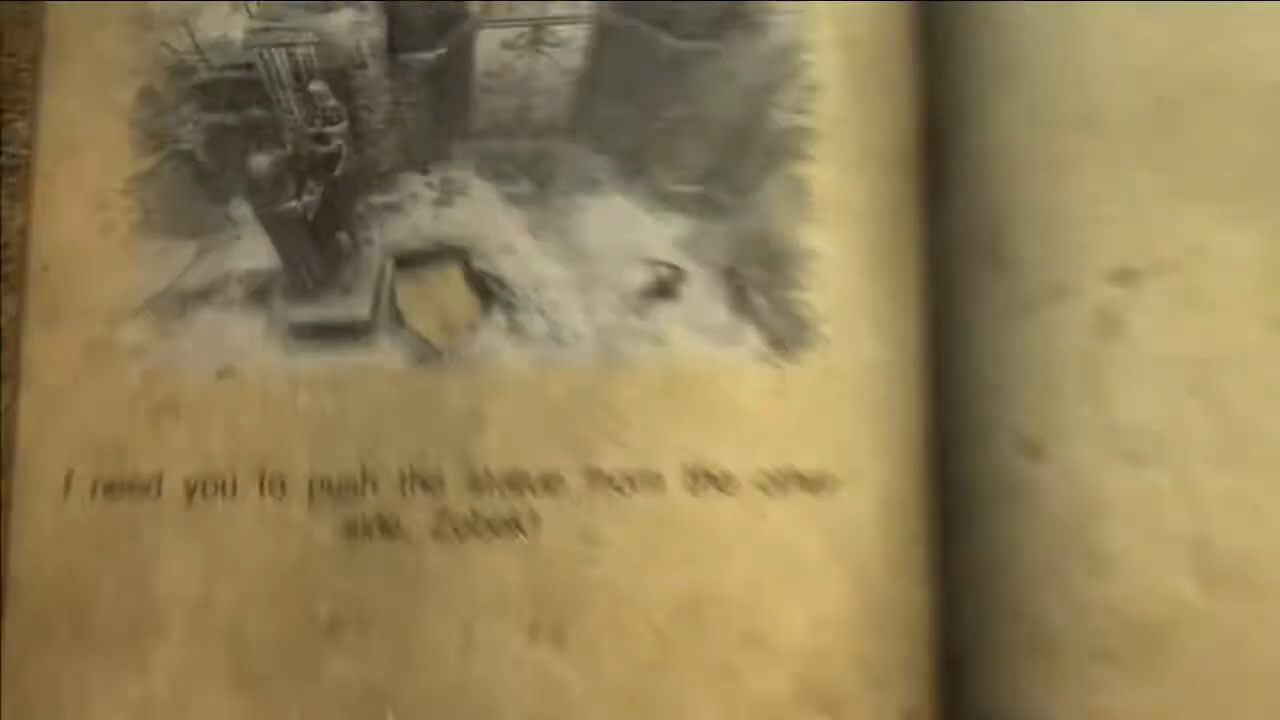 I need you to push the statue from the other
side, Zobek!